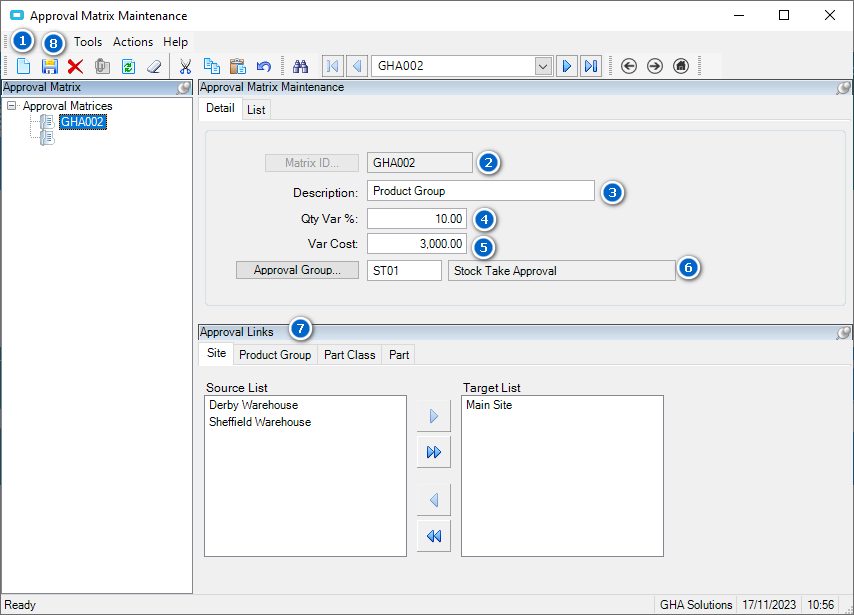 Approval Matrix Maintenance
1 8 Tools Actions Help
GHA002
Approval Matrix
Approval Matrices
GHA002
Approval Matrix Maintenance
Detail List
Matrix ID... GHA002 2
Description: Product Group 3
Qty Var %: 10.00 4
Var Cost: 3,000.00 5
Approval Group... ST01 Stock Take Approval 6
Approval Links 7
Site Product Group Part Class Part
Source List Target List
Derby Warehouse Main Site
Sheffield Warehouse
Ready GHA Solutions 17/11/2023 10:56